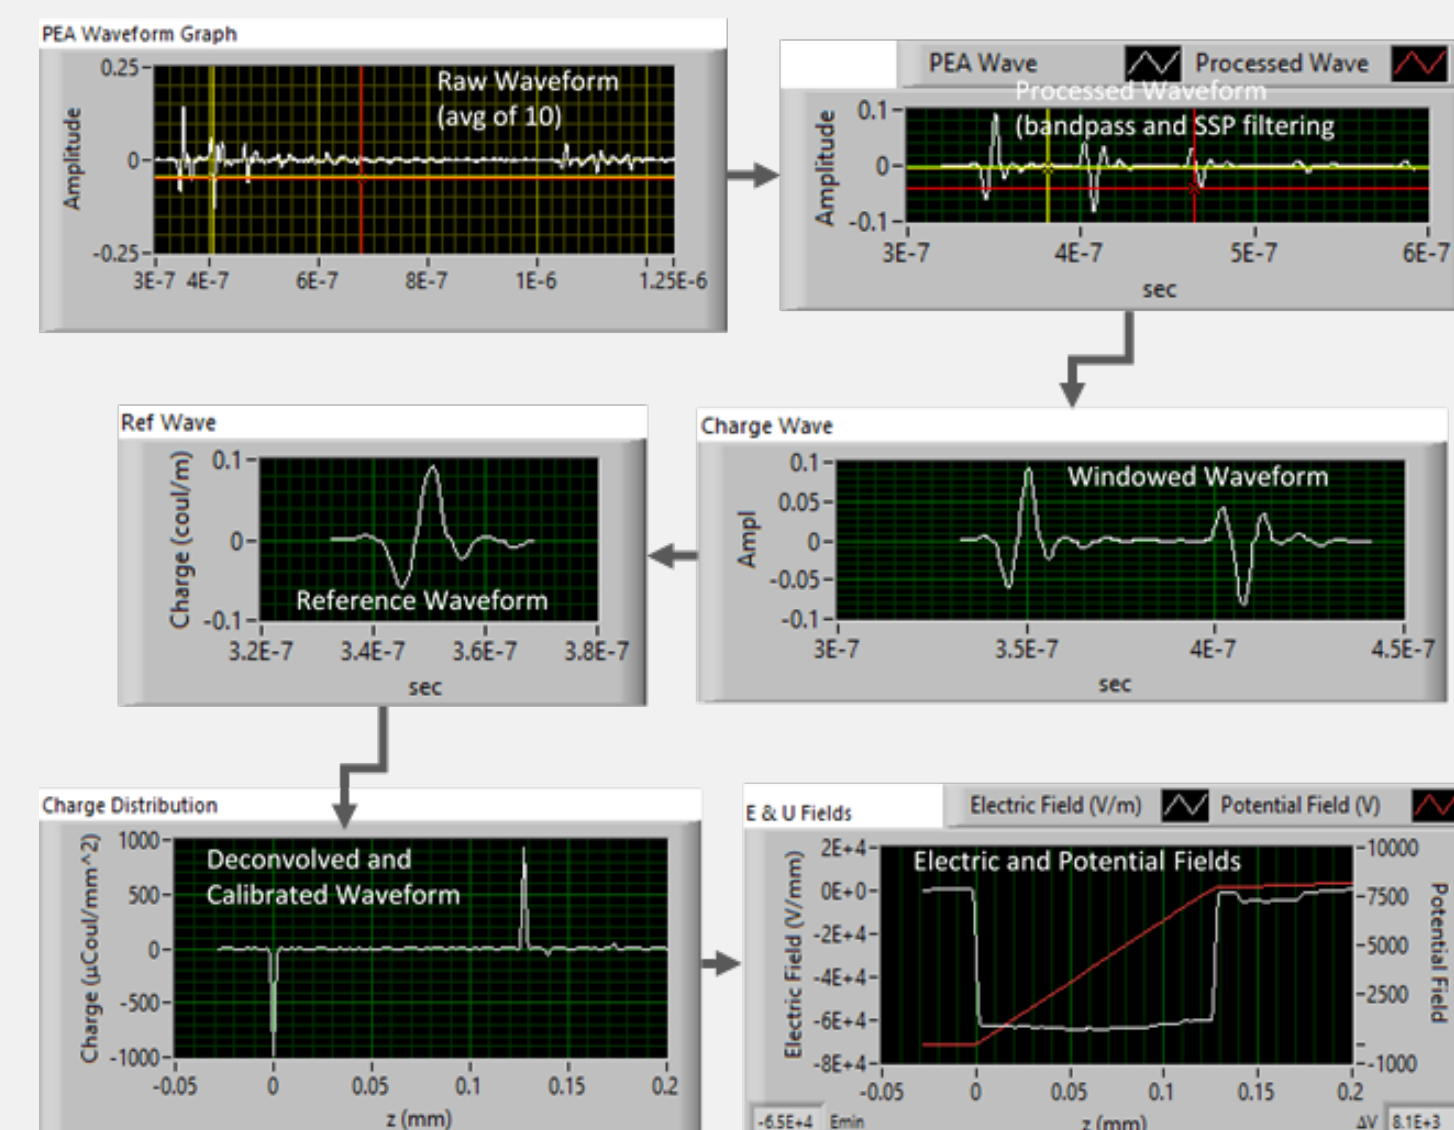 PEA Waveform Graph
Amplitude
0.25
0
-0.25
Raw Waveform
(avg of 10)
3E-7 4E-7 6E-7 8E-7 1E-6 1.25E-6
PEA Wave Processed Wave
Processed Waveform
(bandpass and SSP filtering
Amplitude
0.1
0
-0.1
3E-7 4E-7 5E-7 6E-7
sec
Ref Wave
Charge (coul/m)
0.1
0
-0.1
Reference Waveform
3.2E-7 3.4E-7 3.6E-7 3.8E-7
sec
Charge Wave
Ampl
0.1
0.05
0
-0.05
-0.1
Windowed Waveform
3E-7 3.5E-7 4E-7 4.5E-7
sec
Charge Distribution
Charge (µCoul/mm^2)
1000
500
0
-500
-1000
Deconvolved and
Calibrated Waveform
-0.05 0 0.05 0.1 0.15 0.2
z (mm)
E & U Fields
Electric Field (V/m) Potential Field (V)
Electric and Potential Fields
Electric Field (V/mm)
2E+4
0E+0
-2E+4
-4E+4
-6E+4
-8E+4
10000
7500
5000
2500
-1000
Potential Field
-0.05 0 0.05 0.1 0.15 0.2
z (mm)
-6.5E+4 Emin
ΔV 8.1E+3